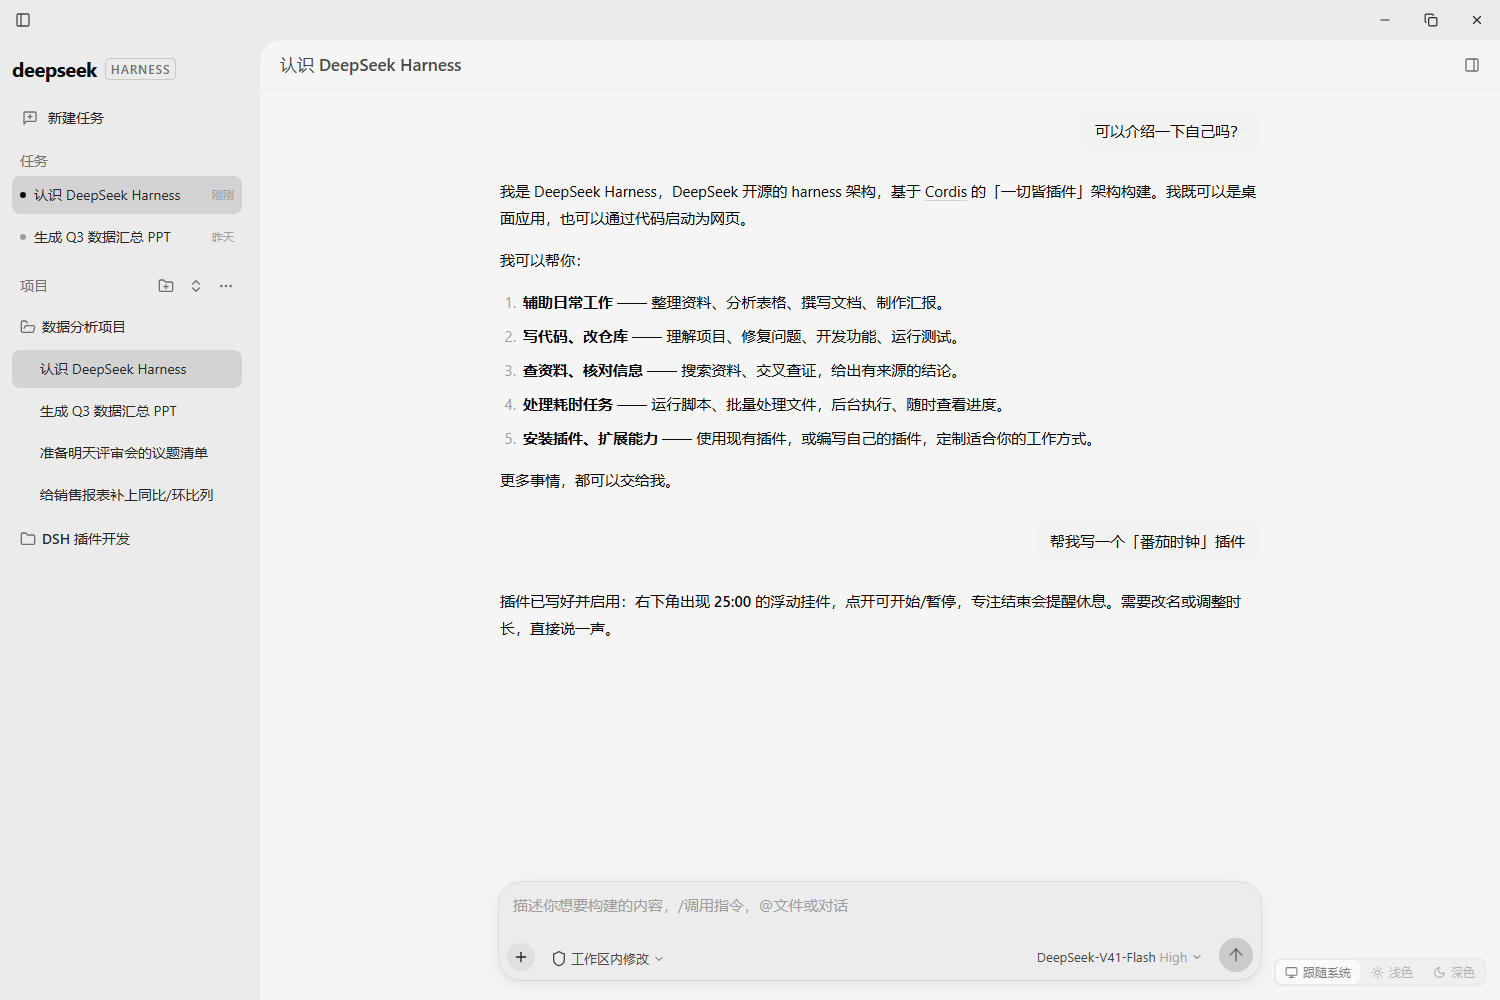 deepseek HARNESS
新建任务
任务
认识 DeepSeek Harness 刚刚
生成 Q3 数据汇总 PPT 昨天
项目
数据分析项目
认识 DeepSeek Harness
生成 Q3 数据汇总 PPT
准备明天评审会的议题清单
给销售报表补上同比/环比列
DSH 插件开发
认识 DeepSeek Harness
可以介绍一下自己吗？
我是 DeepSeek Harness，DeepSeek 开源的 harness 架构，基于 Cordis 的「一切皆插件」架构构建。我既可以是桌
面应用，也可以通过代码启动为网页。
我可以帮你：
1. 辅助日常工作 —— 整理资料、分析表格、撰写文档、制作汇报。
2. 写代码、改仓库 —— 理解项目、修复问题、开发功能、运行测试。
3. 查资料、核对信息 —— 搜索资料、交叉查证，给出有来源的结论。
4. 处理耗时任务 —— 运行脚本、批量处理文件，后台执行、随时查看进度。
5. 安装插件、扩展能力 —— 使用现有插件，或编写自己的插件，定制适合你的工作方式。
更多事情，都可以交给我。
帮我写一个「番茄时钟」插件
插件已写好并启用：右下角出现 25:00 的浮动挂件，点开可开始/暂停，专注结束会提醒休息。需要改名或调整时
长，直接说一声。
描述你想要构建的内容，/调用指令，@文件或对话
工作区内修改
DeepSeek-V41-Flash High
跟随系统 浅色 深色